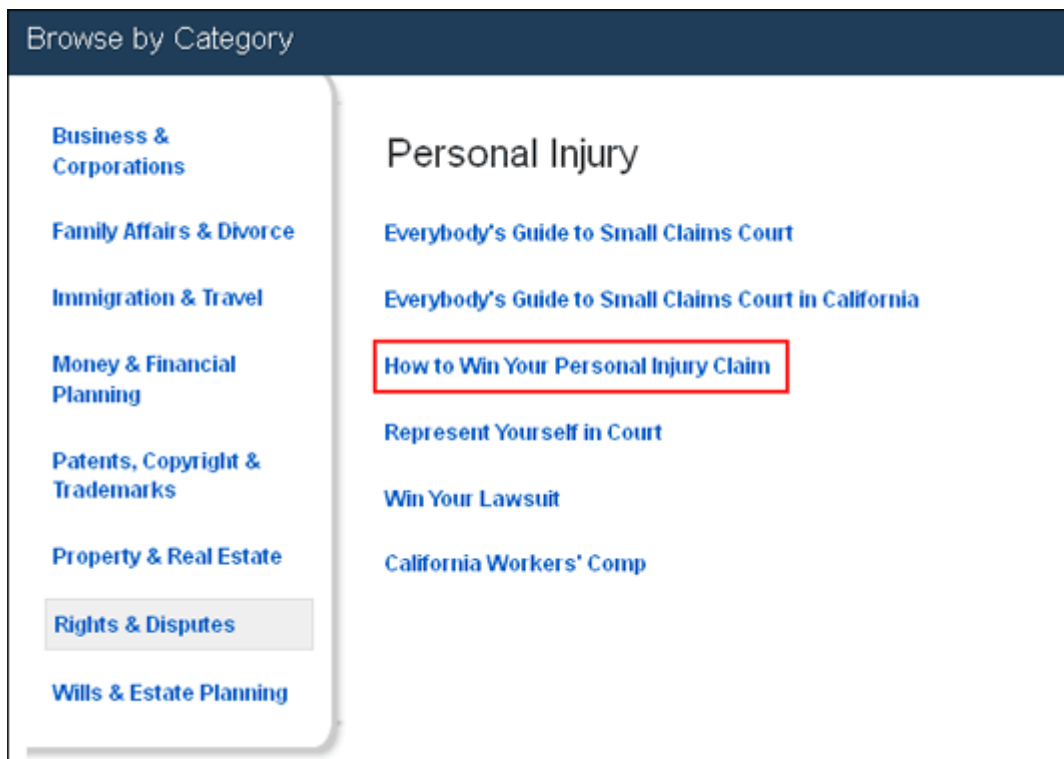 Browse by Category
Business &
Corporations
Family Affairs & Divorce
Immigration & Travel
Money & Financial
Planning
Patents, Copyright &
Trademarks
Property & Real Estate
Rights & Disputes
Wills & Estate Planning
Personal Injury
Everybody's Guide to Small Claims Court
Everybody's Guide to Small Claims Court in California
How to Win Your Personal Injury Claim
Represent Yourself in Court
Win Your Lawsuit
California Workers' Comp